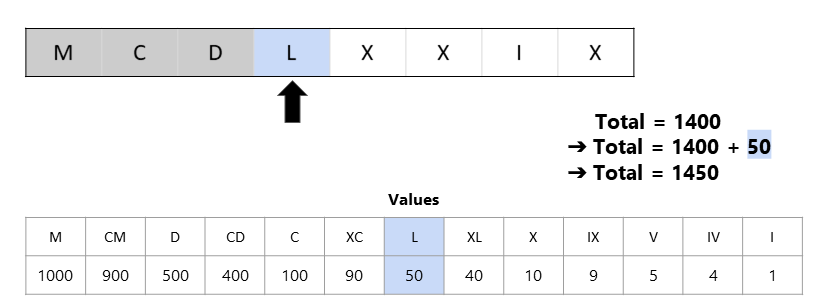 M C D L X X I X
Total = 1400
➔ Total = 1400 + 50
➔ Total = 1450
Values
M CM D CD C XC L XL X IX V IV I
1000 900 500 400 100 90 50 40 10 9 5 4 1